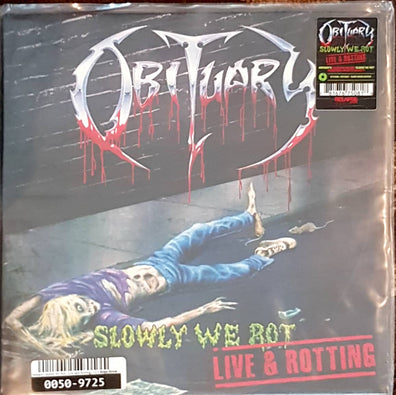 OBITUARY
OBITUARY
SLOWLY WE ROT
LIVE & ROTTING
SLOWLY WE ROT
LIVE & ROTTING
0050-9725